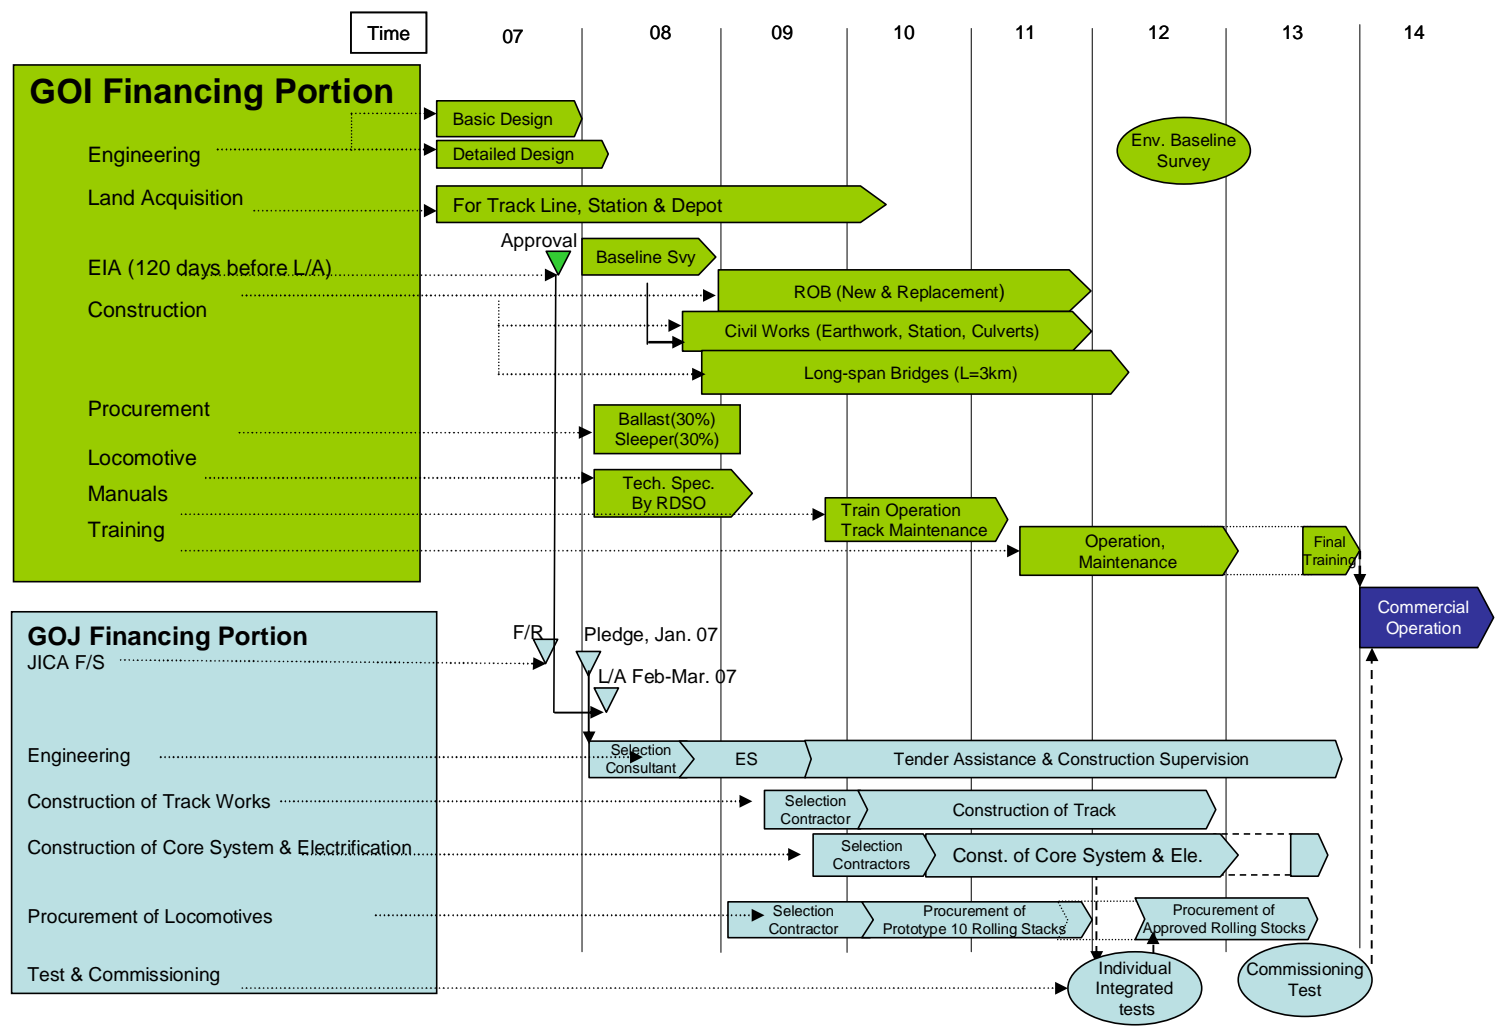 Time 07 08 09 10 11 12 13 14
GOI Financing Portion
Basic Design
Engineering
Detailed Design
Env. Baseline
Survey
Land Acquisition
For Track Line, Station & Depot
Approval
Baseline Svy
EIA (120 days before L/A)
ROB (New & Replacement)
Construction
Civil Works (Earthwork, Station, Culverts)
Long-span Bridges (L=3km)
Procurement
Ballast(30%)
Sleeper(30%)
Locomotive
Tech. Spec.
By RDSO
Manuals
Train Operation
Track Maintenance
Training
Operation,
Maintenance
Final
Training
Commercial
Operation
GOJ Financing Portion
F/R
Pledge, Jan. 07
JICA F/S
L/A Feb-Mar. 07
Engineering
Selection
Consultant
ES
Tender Assistance & Construction Supervision
Construction of Track Works
Selection
Contractor
Construction of Track
Construction of Core System & Electrification
Selection
Contractors
Const. of Core System & Ele.
Procurement of Locomotives
Selection
Contractor
Procurement of
Prototype 10 Rolling Stacks
Procurement of
Approved Rolling Stocks
Test & Commissioning
Individual
Integrated
tests
Commissioning
Test